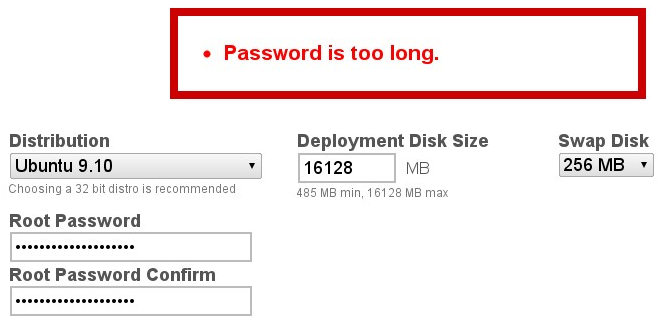 • Password is too long.
Distribution Deployment Disk Size Swap Disk
Ubuntu 9.10 16128 MB 256 MB
Choosing a 32 bit distro is recommended 485 MB min, 16128 MB max
Root Password
••••••••••••••••••••
Root Password Confirm
••••••••••••••••••••